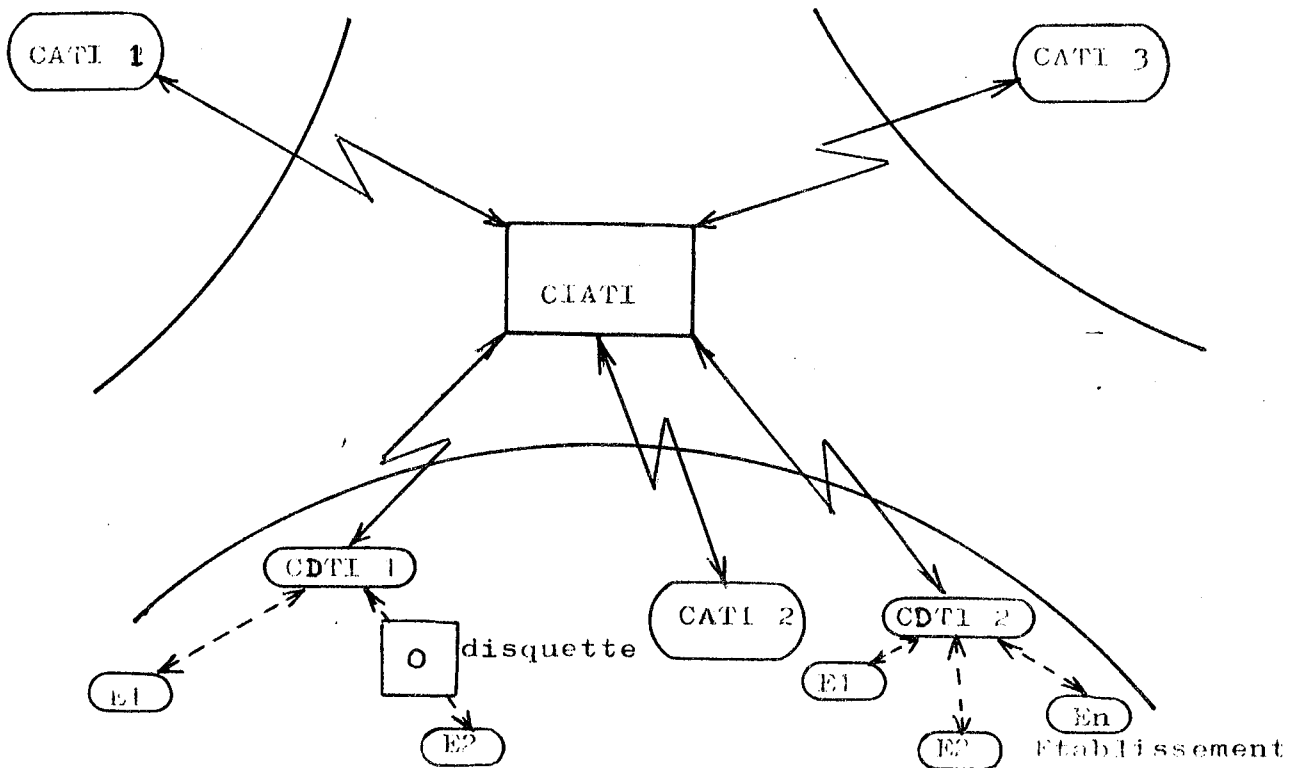 CATI 1
CATI 3
CIATI
CDTI 1
CATI 2
CDTI 2
disquette
E1
E1
En
E2
E2
Etablissement